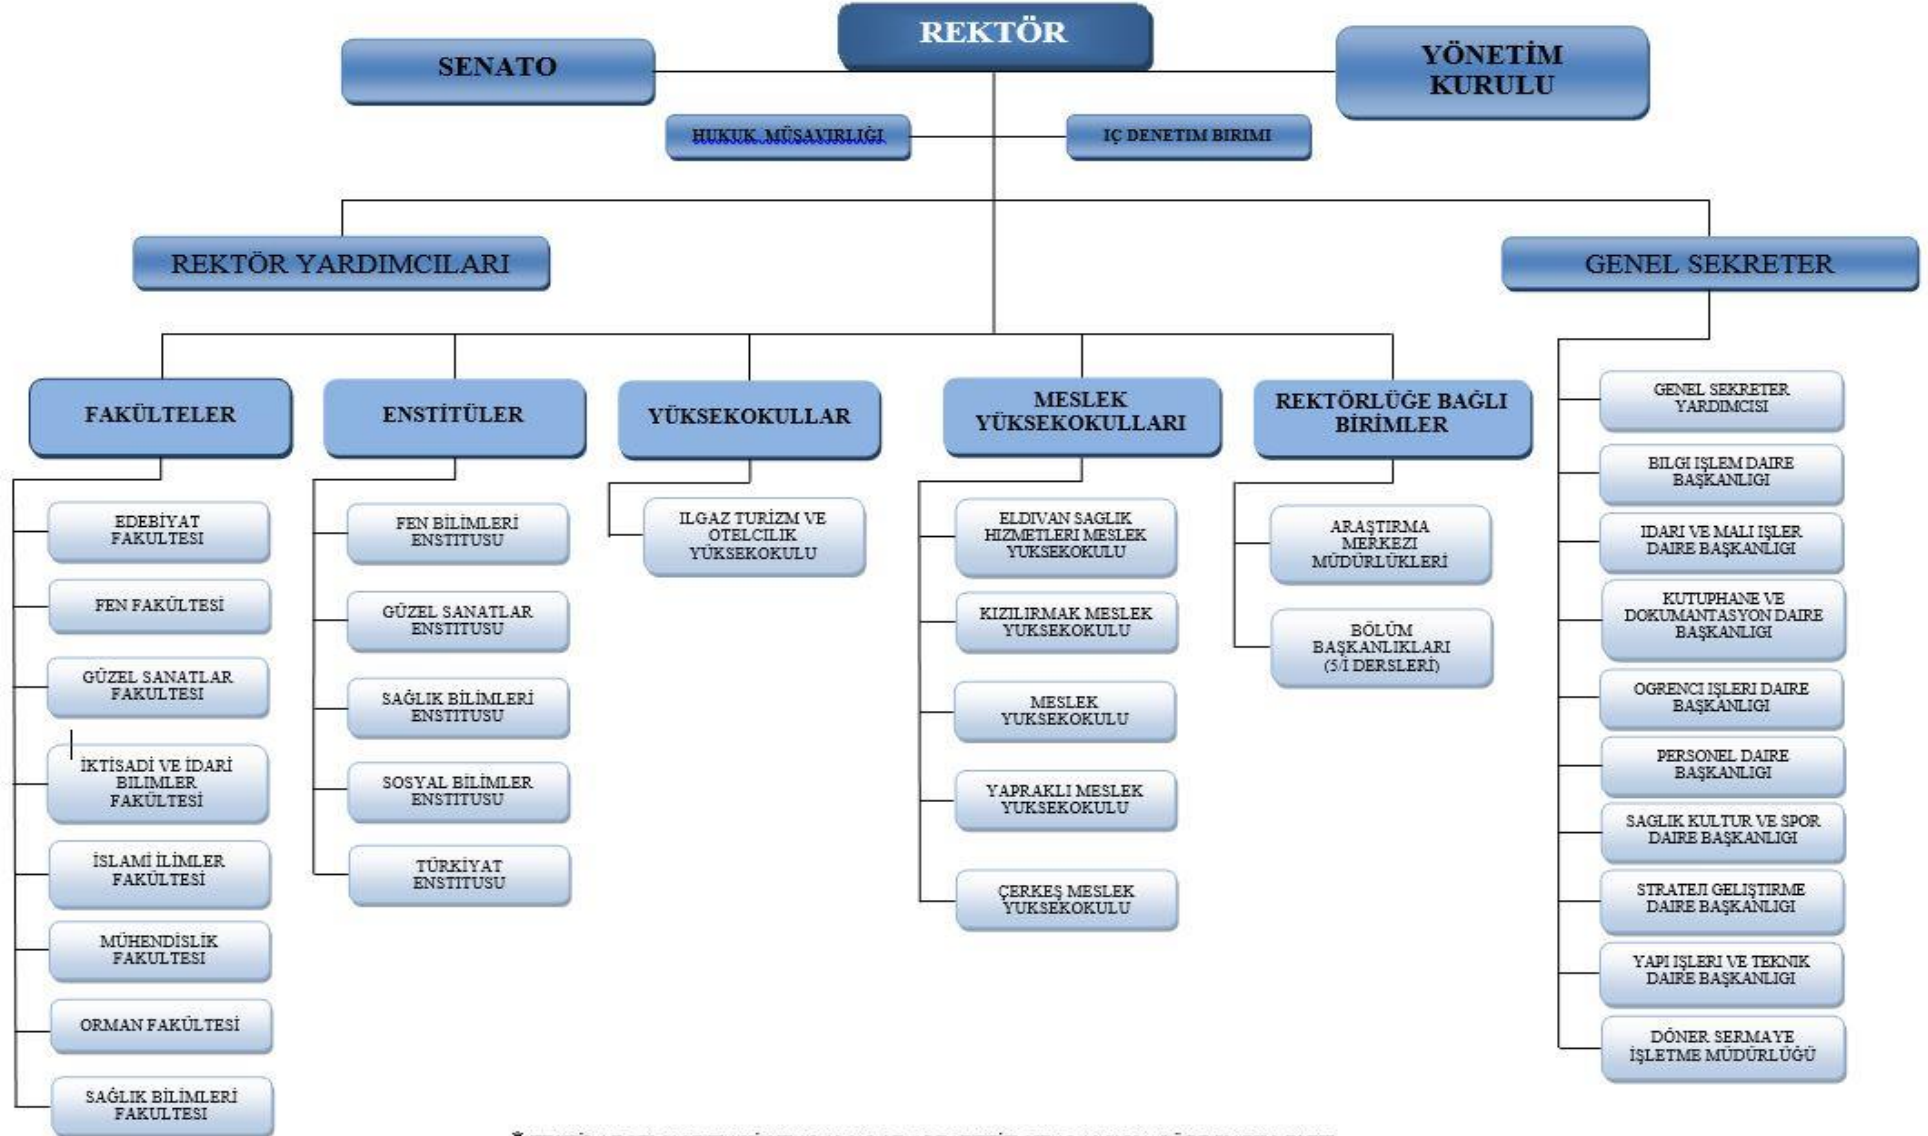 REKTÖR
SENATO
YÖNETİM
KURULU
HUKUK MÜŞAVIRLIĞI
IÇ DENETIM BIRIMI
REKTÖR YARDIMCILARI
GENEL SEKRETER
FAKÜLTELER
ENSTİTÜLER
YÜKSEKOKULLAR
MESLEK
YÜKSEKOKULLARI
REKTÖRLÜĞE BAĞLI
BİRİMLER
EDEBİYAT
FAKULTESI
FEN FAKÜLTESİ
GÜZEL SANATLAR
FAKULTESI
İKTİSADİ VE İDARİ
BILIMLER
FAKÜLTESİ
İSLAMİ İLİMLER
FAKÜLTESİ
MÜHENDİSLİK
FAKULTESI
ORMAN FAKÜLTESİ
SAĞLIK BİLİMLERİ
FAKULTESI
FEN BİLİMLERİ
ENSTITUSU
GÜZEL SANATLAR
ENSTITUSU
SAĞLIK BİLİMLERİ
ENSTITUSU
SOSYAL BİLİMLER
ENSTITUSU
TÜRKİYAT
ENSTITUSU
ILGAZ TURİZM VE
OTELCILIK
YÜKSEKOKULU
ELDIVAN SAGLIK
HIZMETLERI MESLEK
YUKSEKOKULU
KIZILIRMAK MESLEK
YUKSEKOKULU
MESLEK
YUKSEKOKULU
YAPRAKLI MESLEK
YUKSEKOKULU
ÇERKEŞ MESLEK
YUKSEKOKULU
ARAŞTIRMA
MERKEZI
MÜDÜRLÜKLERİ
BÖLÜM
BAŞKANLIKLARI
(5/İ DERSLERİ)
GENEL SEKRETER
YARDIMCISI
BILGI IŞLEM DAIRE
BAŞKANLIGI
IDARI VE MALI IŞLER
DAIRE BAŞKANLIGI
KUTUPHANE VE
DOKUMANTASYON DAIRE
BAŞKANLIGI
OGRENCI IŞLERI DAIRE
BAŞKANLIGI
PERSONEL DAIRE
BAŞKANLIGI
SAGLIK KULTUR VE SPOR
DAIRE BAŞKANLIGI
STRATEJI GELIŞTIRME
DAIRE BAŞKANLIGI
YAPI IŞLERI VE TEKNIK
DAIRE BAŞKANLIGI
DÖNER SERMAYE
İŞLETME MÜDÜRLÜĞÜ